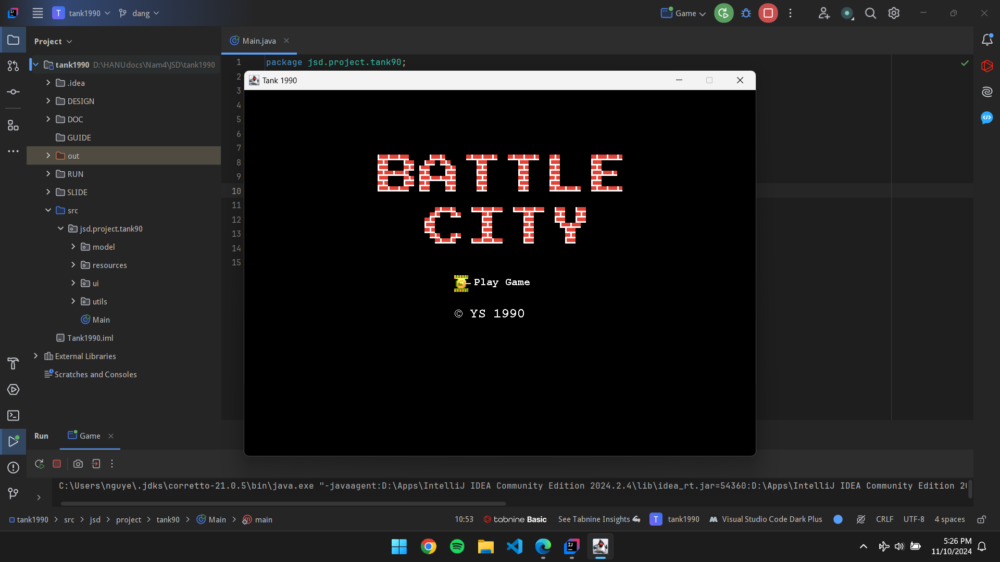 T tank1990 dang Game
Project Main.java
tank1990 D:\HANUdocs\Nam4\JSD\tank1990
.idea
DESIGN
DOC
GUIDE
out
RUN
SLIDE
src
jsd.project.tank90
model
resources
ui
utils
Main
Tank1990.iml
External Libraries
Scratches and Consoles
1 package jsd.project.tank90;
2
3
4
5
6
7
8
9
10
11
12
13
14
15
Tank 1990
BATTLE
CITY
Play Game
© YS 1990
Run Game
C:\Users\nguye\.jdks\corretto-21.0.5\bin\java.exe "-javaagent:D:\Apps\IntelliJ IDEA Community Edition 2024.2.4\lib\idea_rt.jar=54360:D:\Apps\IntelliJ IDEA Community Edition 20
tank1990 > src > jsd > project > tank90 > Main > main 10:53 tabnine Basic See Tabnine Insights T tank1990 Visual Studio Code Dark Plus CRLF UTF-8 4 spaces
5:26 PM
11/10/2024